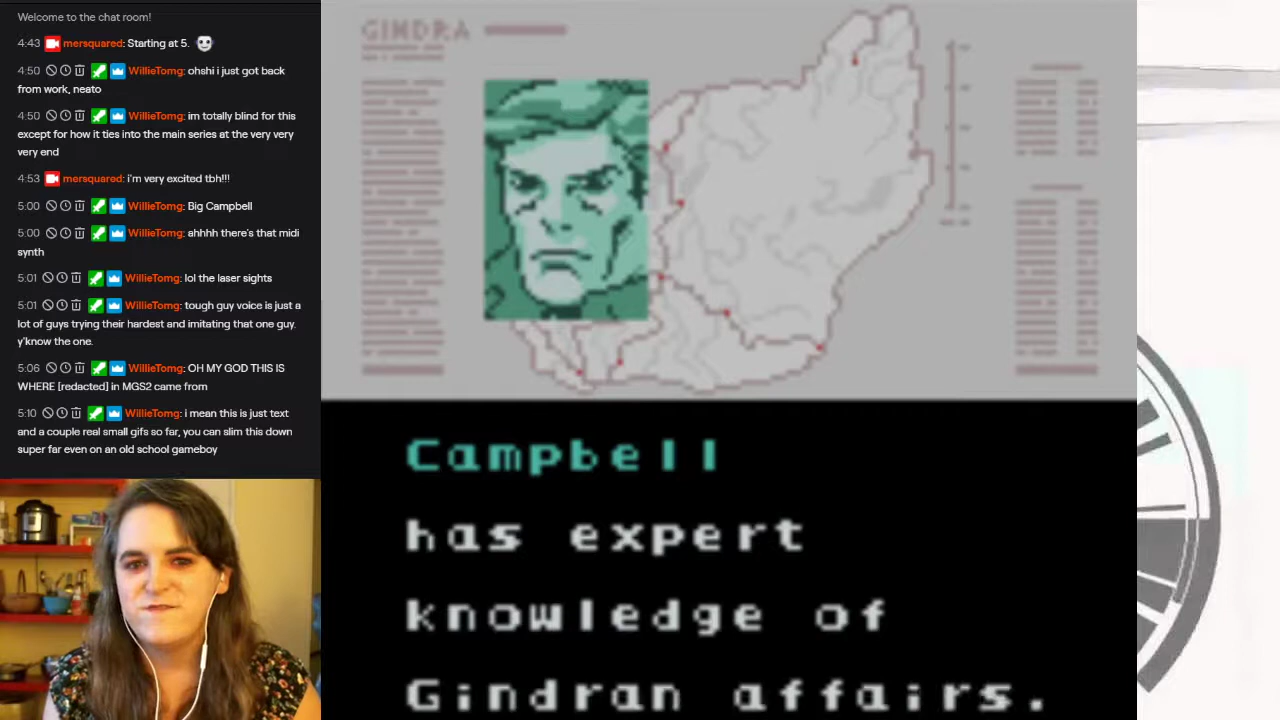 Welcome to the chat room!
4:43 mersquared: Starting at 5.
4:50 WillieTomg: ohshi i just got back
from work, neato
4:50 WillieTomg: im totally blind for this
except for how it ties into the main series at the very very
very end
4:53 mersquared: i'm very excited tbh!!!
5:00 WillieTomg: Big Campbell
5:00 WillieTomg: ahhhh there's that midi
synth
5:01 WillieTomg: lol the laser sights
5:01 WillieTomg: tough guy voice is just a
lot of guys trying their hardest and imitating that one guy.
y'know the one.
5:06 WillieTomg: OH MY GOD THIS IS
WHERE [redacted] in MGS2 came from
5:10 WillieTomg: i mean this is just text
and a couple real small gifs so far, you can slim this down
super far even on an old school gameboy
GINDRA
Campbell
has expert
knowledge of
Gindran affairs.